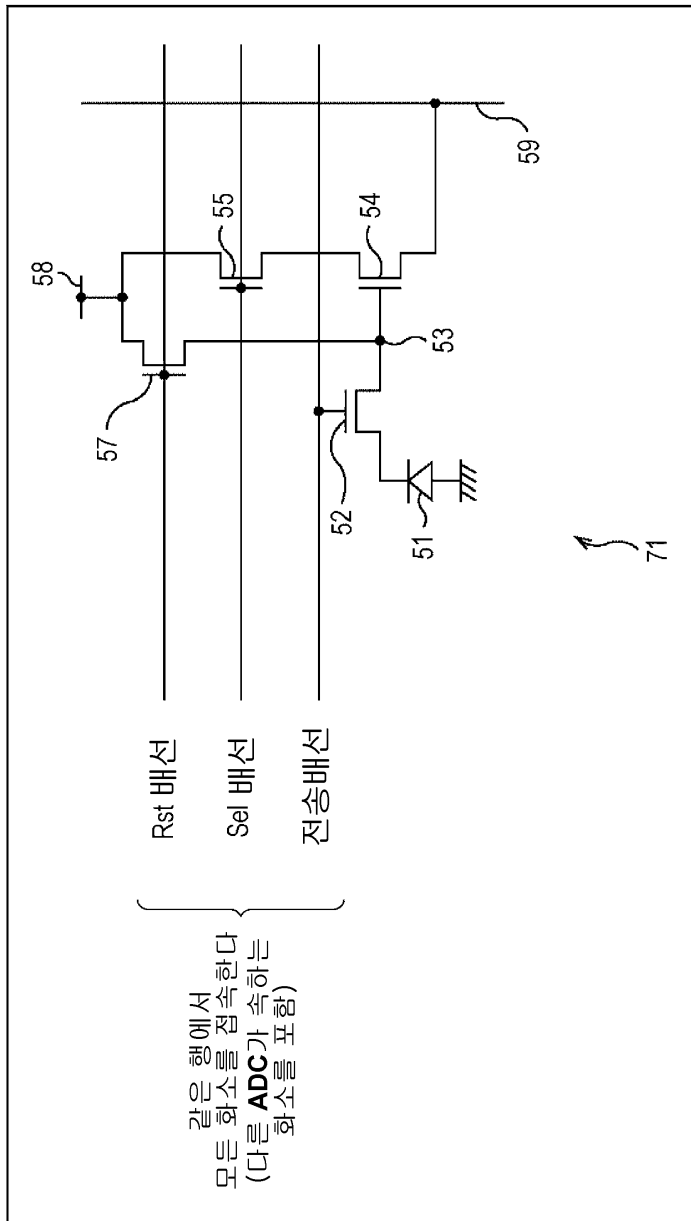 같은 행에서
모든 화소를 접속한다
(다른 ADC가 속하는
화소를 포함)
Rst 배선
Sel 배선
전송배선
58
57
55
54
53
52
51
59
71